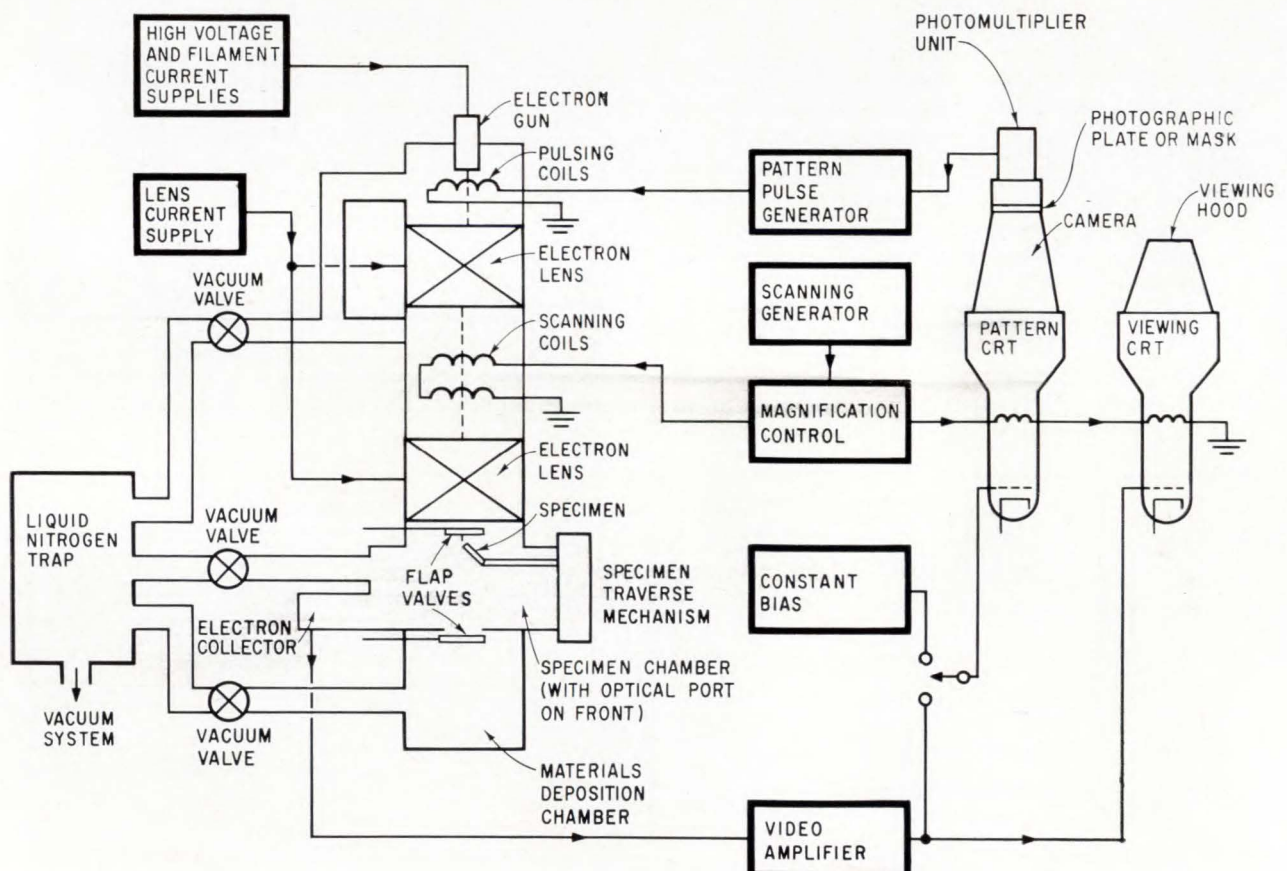 HIGH VOLTAGE
AND FILAMENT
CURRENT
SUPPLIES
ELECTRON
GUN
PULSING
COILS
PATTERN
PULSE
GENERATOR
PHOTOMULTIPLIER
UNIT
PHOTOGRAPHIC
PLATE OR MASK
VIEWING
HOOD
CAMERA
LENS
CURRENT
SUPPLY
ELECTRON
LENS
VACUUM
VALVE
SCANNING
GENERATOR
SCANNING
COILS
PATTERN
CRT
VIEWING
CRT
MAGNIFICATION
CONTROL
ELECTRON
LENS
SPECIMEN
LIQUID
NITROGEN
TRAP
VACUUM
VALVE
FLAP
VALVES
SPECIMEN
TRAVERSE
MECHANISM
CONSTANT
BIAS
ELECTRON
COLLECTOR
SPECIMEN CHAMBER
(WITH OPTICAL PORT
ON FRONT)
VACUUM
SYSTEM
VACUUM
VALVE
MATERIALS
DEPOSITION
CHAMBER
VIDEO
AMPLIFIER